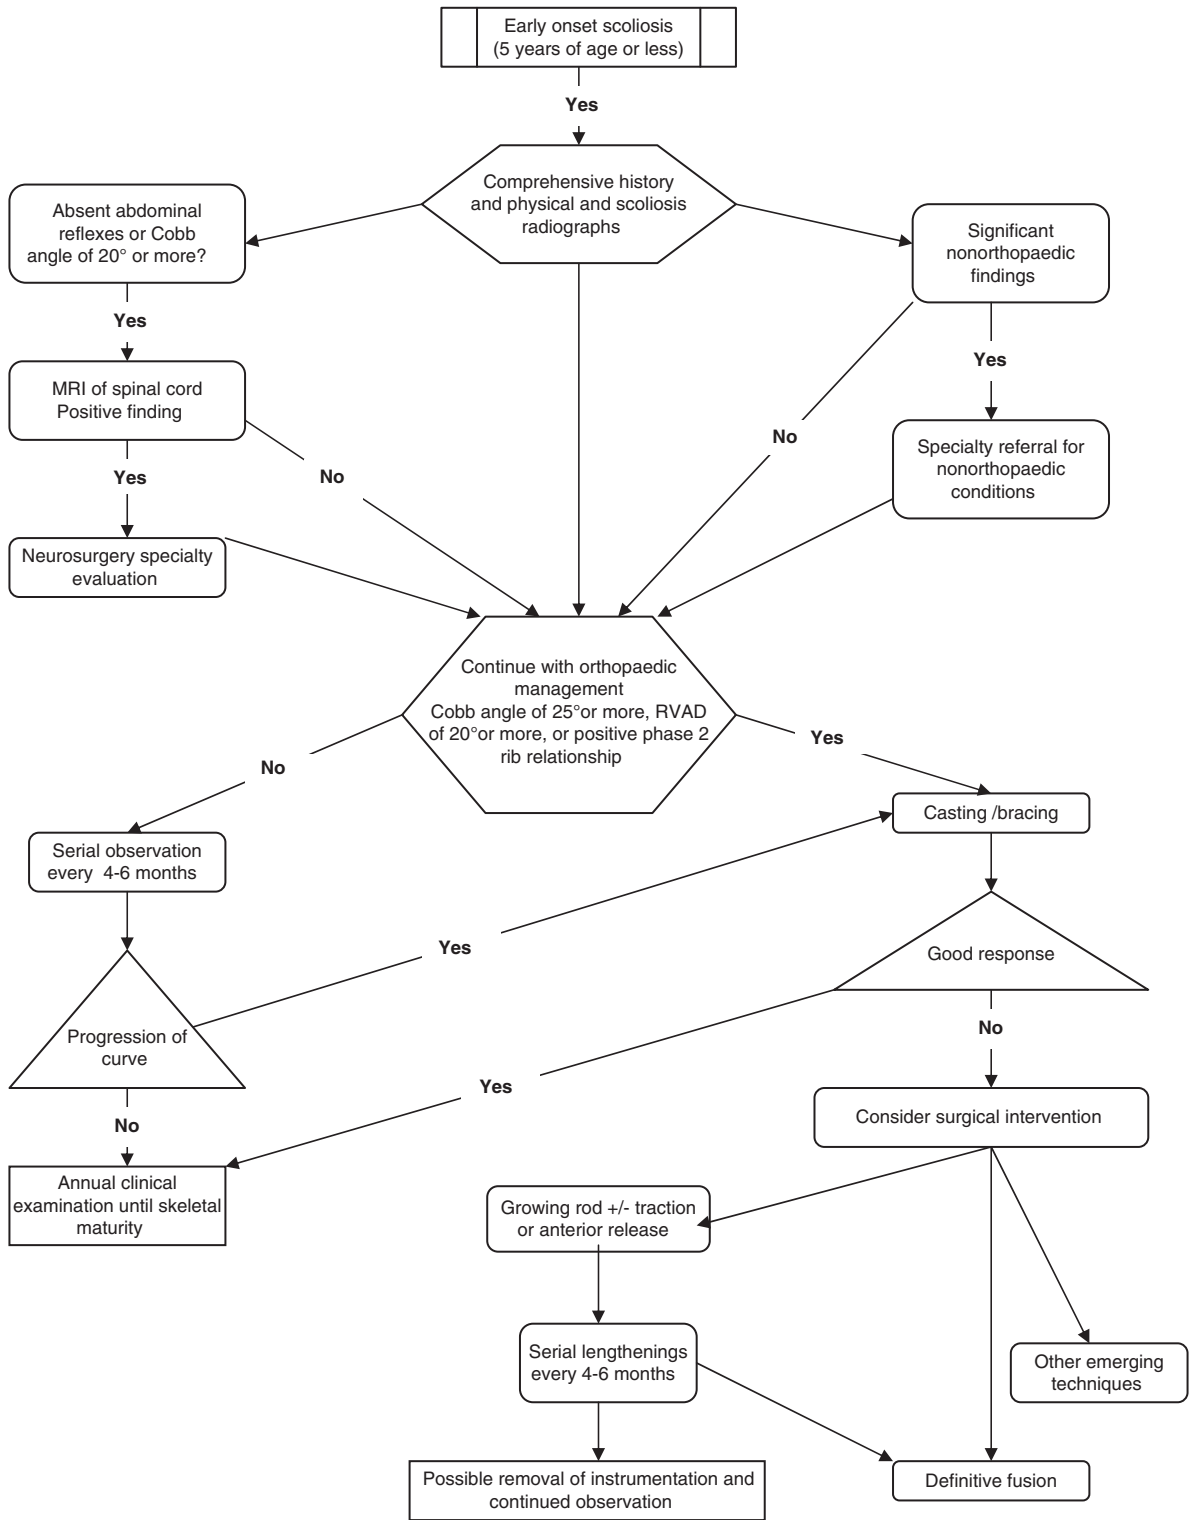 Early onset scoliosis
(5 years of age or less)
Yes
Comprehensive history
and physical and scoliosis
radiographs
Absent abdominal
reflexes or Cobb
angle of 20° or more?
Significant
nonorthopaedic
findings
Yes
Yes
MRI of spinal cord
Positive finding
No
Specialty referral for
nonorthopaedic
conditions
Yes
No
Neurosurgery specialty
evaluation
Continue with orthopaedic
management
Cobb angle of 25°or more, RVAD
of 20°or more, or positive phase 2
rib relationship
No
Yes
Casting /bracing
Serial observation
every 4-6 months
Yes
Good response
Progression of
curve
No
Yes
No
Consider surgical intervention
Annual clinical
examination until skeletal
maturity
Growing rod +/- traction
or anterior release
Serial lengthenings
every 4-6 months
Other emerging
techniques
Possible removal of instrumentation and
continued observation
Definitive fusion